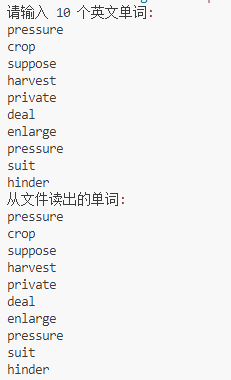 请输入 10 个英文单词:
pressure
crop
suppose
harvest
private
deal
enlarge
pressure
suit
hinder
从文件读出的单词:
pressure
crop
suppose
harvest
private
deal
enlarge
pressure
suit
hinder